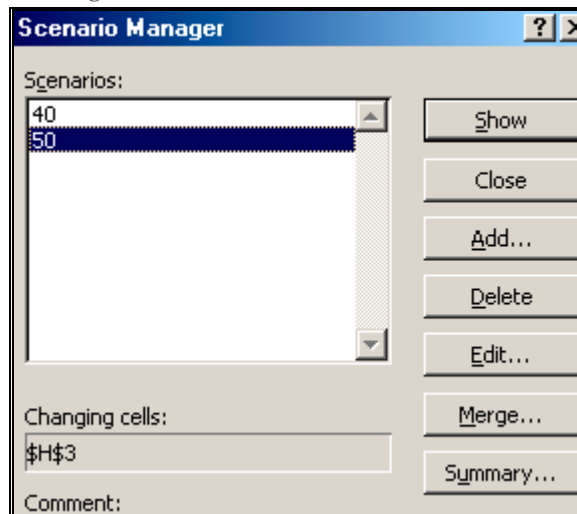 Scenario Manager
?
Scenarios:
40
50
Show
Close
Add...
Delete
Edit...
Merge...
Summary...
Changing cells:
$H$3
Comment: